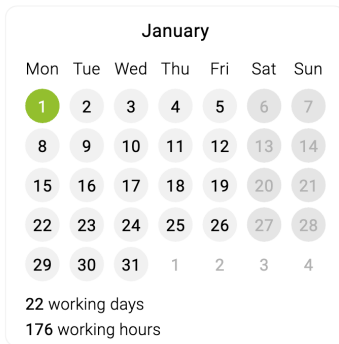 January
Mon Tue Wed Thu Fri Sat Sun
1 2 3 4 5 6 7
8 9 10 11 12 13 14
15 16 17 18 19 20 21
22 23 24 25 26 27 28
29 30 31 1 2 3 4
22 working days
176 working hours